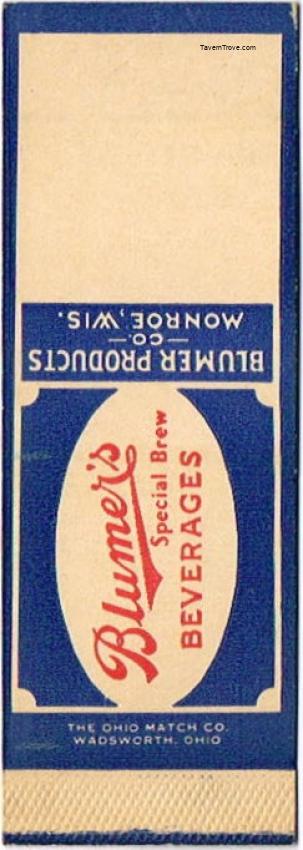 TavernTrove.com
BLUMER PRODUCTS
—CO.—
MONROE, WIS.
Blumer's
Special Brew
BEVERAGES
THE OHIO MATCH CO.
WADSWORTH, OHIO